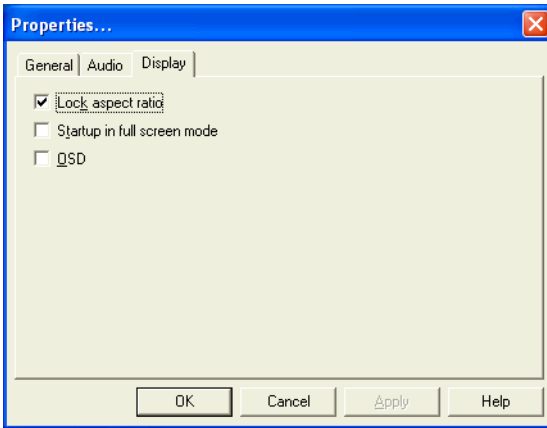 Properties...
General Audio Display
Lock aspect ratio
Startup in full screen mode
OSD
OK Cancel Apply Help